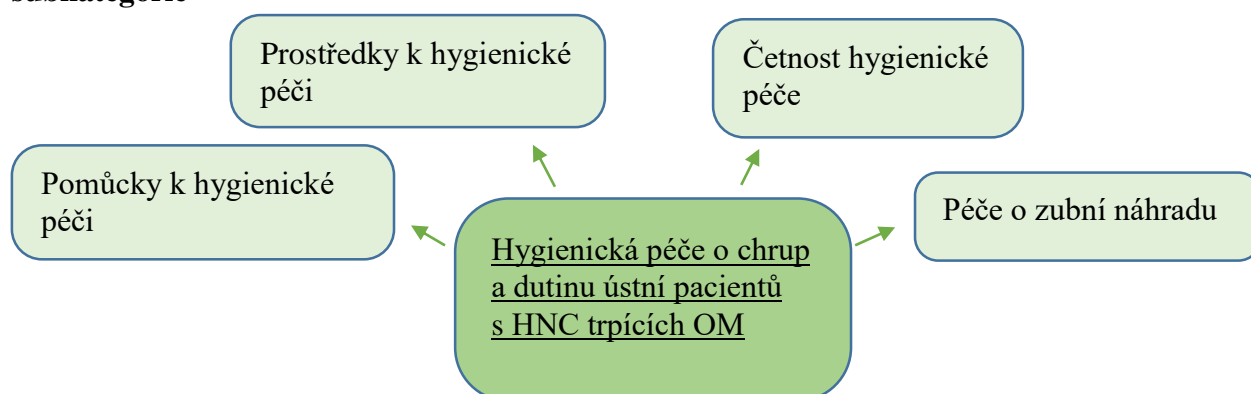 Prostředky k hygienické
péči
Četnost hygienické
péče
Pomůcky k hygienické
péči
Péče o zubní náhradu
Hygienická péče o chrup
a dutinu ústní pacientů
s HNC trpících OM